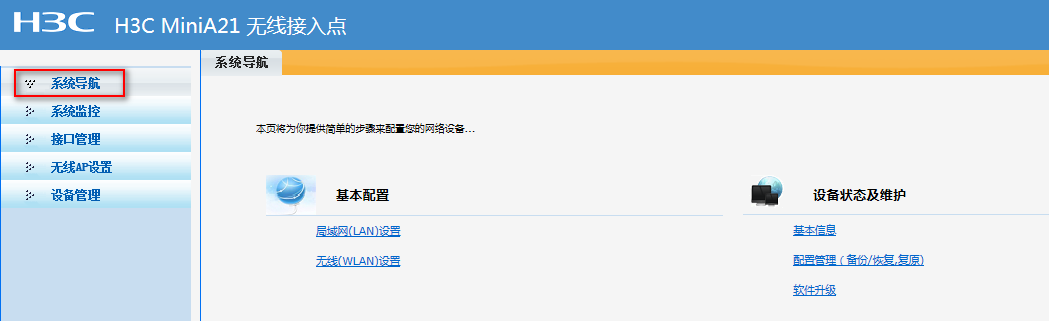 H3C H3C MiniA21 无线接入点
系统导航
系统监控
接口管理
无线AP设置
设备管理
系统导航
本页将为你提供简单的步骤来配置您的网络设备...
基本配置
局域网(LAN)设置
无线(WLAN)设置
设备状态及维护
基本信息
配置管理 ( 备份/恢复,复原)
软件升级